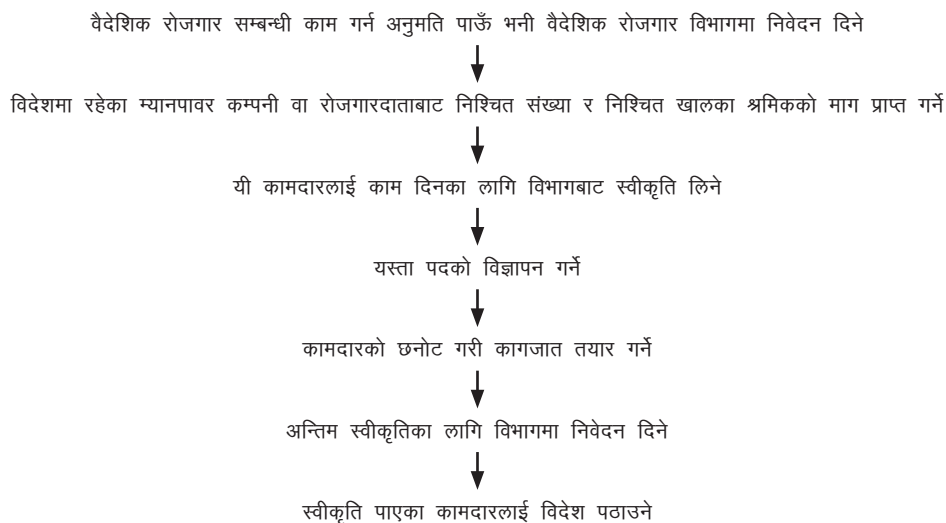 वैदेशिक रोजगार सम्बन्धी काम गर्न अनुमति पाऊँ भनी वैदेशिक रोजगार विभागमा निवेदन दिने
विदेशमा रहेका म्यानपावर कम्पनी वा रोजगारदाताबाट निश्चित संख्या र निश्चित खालका श्रमिकको माग प्राप्त गर्ने
यी कामदारलाई काम दिनका लागि विभागबाट स्वीकृति लिने
यस्ता पदको विज्ञापन गर्ने
कामदारको छनोट गरी कागजात तयार गर्ने
अन्तिम स्वीकृतिका लागि विभागमा निवेदन दिने
स्वीकृति पाएका कामदारलाई विदेश पठाउने